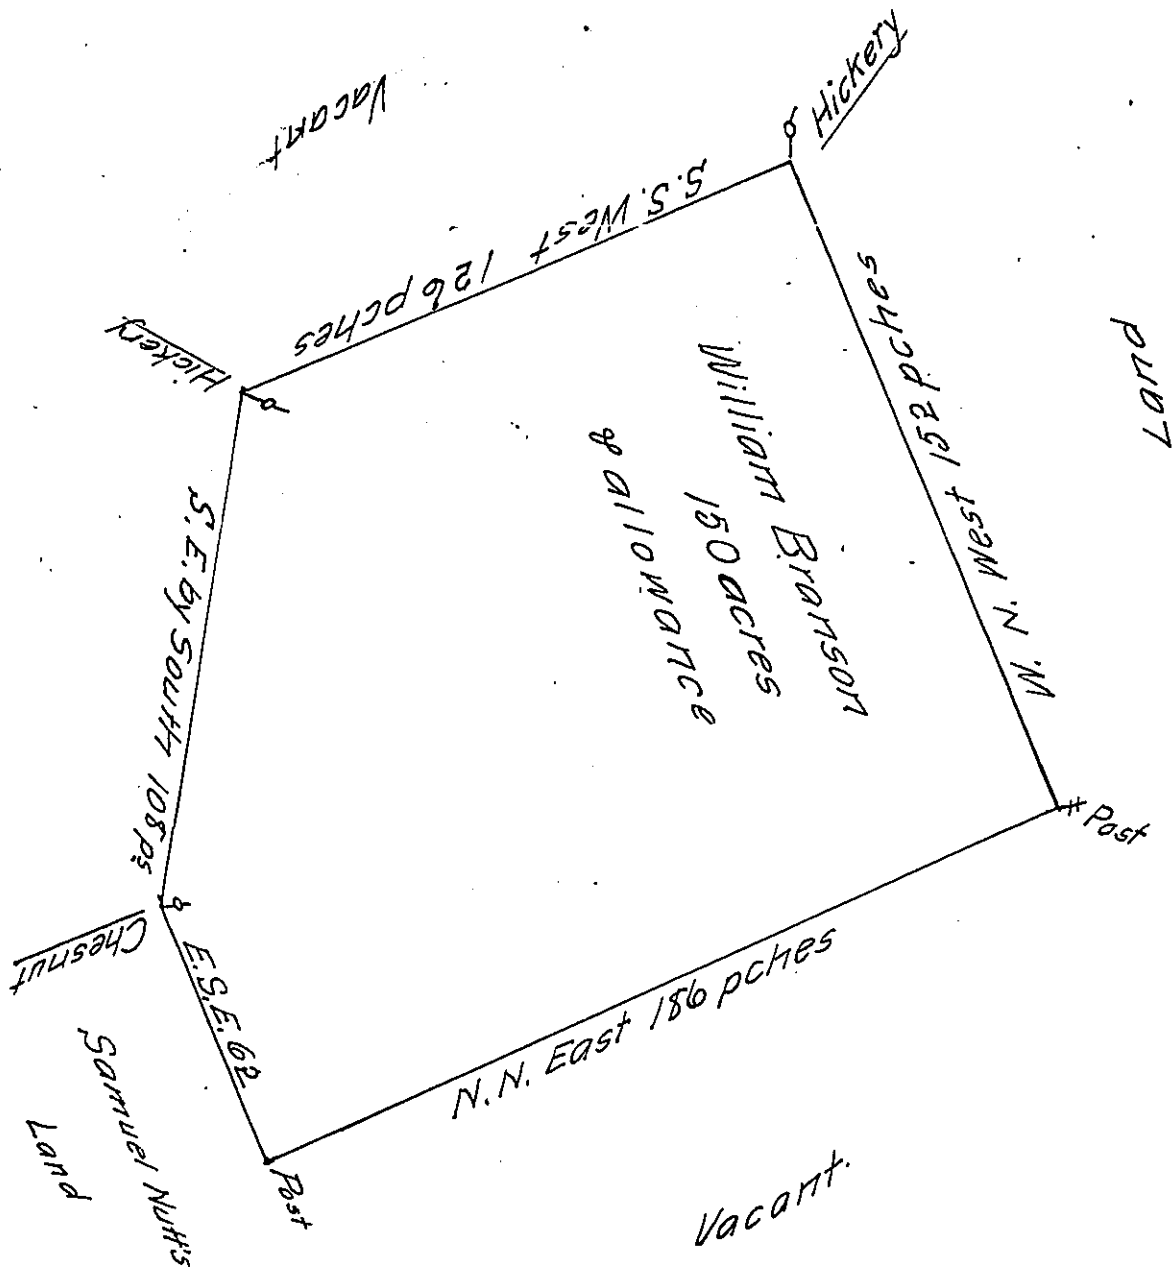 Vacant
Hickery
S.S. West 126 pches
Hickery
W. N. West 152 pches
Land
William Branson
150 acres
& allowance
S. E. by South 108 ps
Post
Chesnut
E.S.E. 62
N.N. East 186 pches
Samuel Nutt's
Land
Post
Vacant.